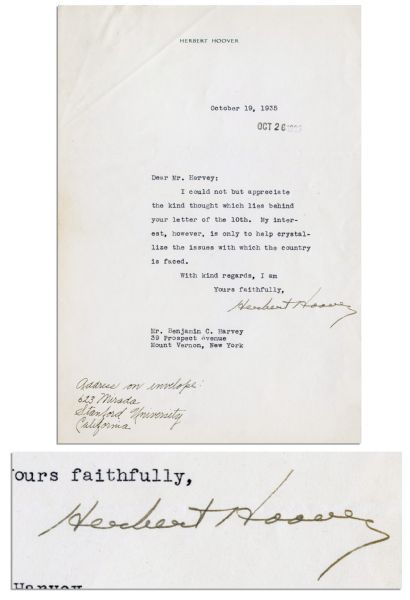 HERBERT HOOVER
October 19, 1935
OCT 26
Dear Mr. Harvey:
I could not but appreciate
the kind thought which lies behind
your letter of the 10th. My inter-
est, however, is only to help crystal-
lize the issues with which the country
is faced.
With kind regards, I am
Yours faithfully,
Herbert Hoover
Mr. Benjamin C. Harvey
39 Prospect Avenue
Mount Vernon, New York
Address on envelope:
623 Mirada
Stanford University
California
ours faithfully,
Herbert Hoover
Harvey